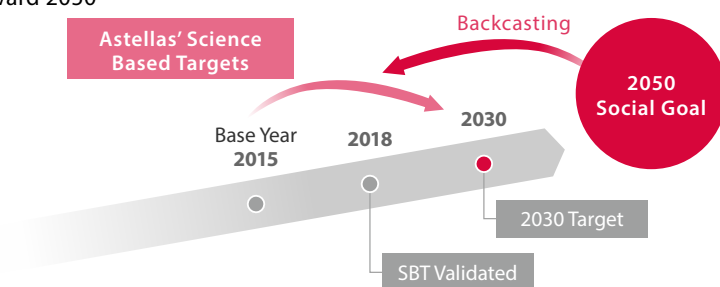 Backcasting
Astellas' Science
Based Targets
2050
Social Goal
Base Year
2015
2018
2030
2030 Target
SBT Validated